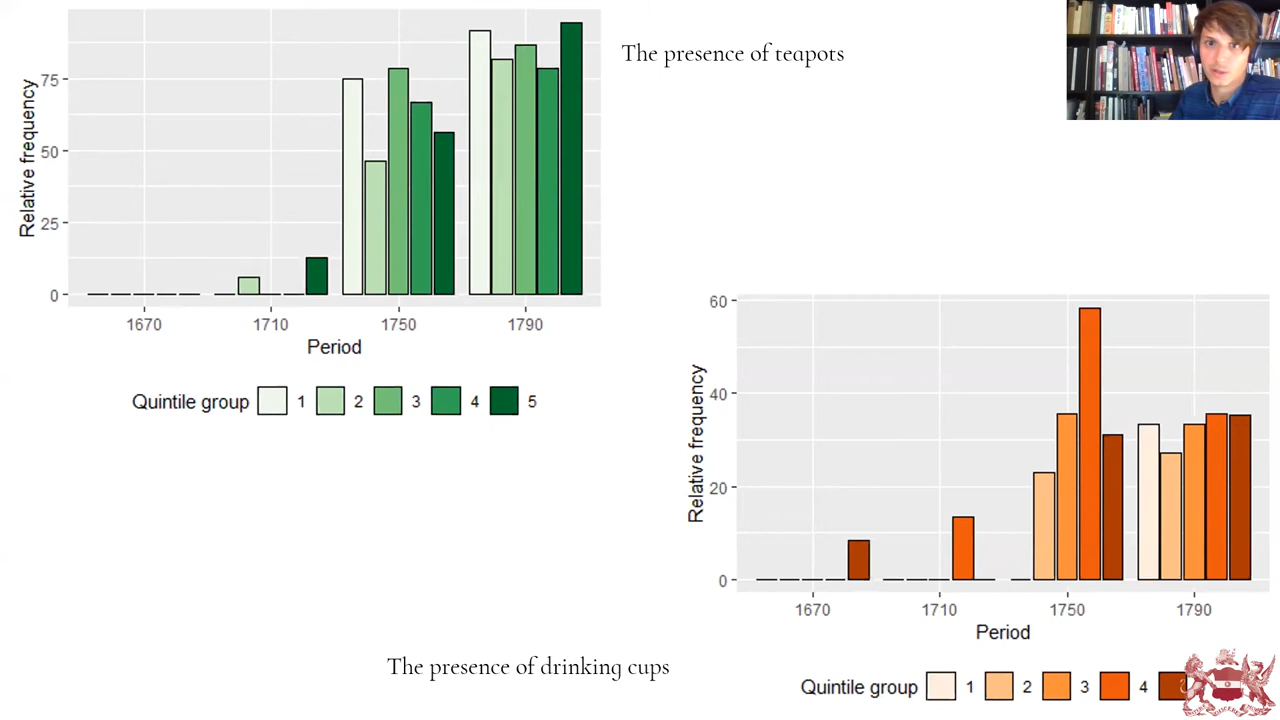 The presence of teapots
Relative frequency
75
50
25
0
1670 1710 1750 1790
Period
Quintile group 1 2 3 4 5
60
40
20
0
Relative frequency
1670 1710 1750 1790
Period
The presence of drinking cups
Quintile group 1 2 3 4